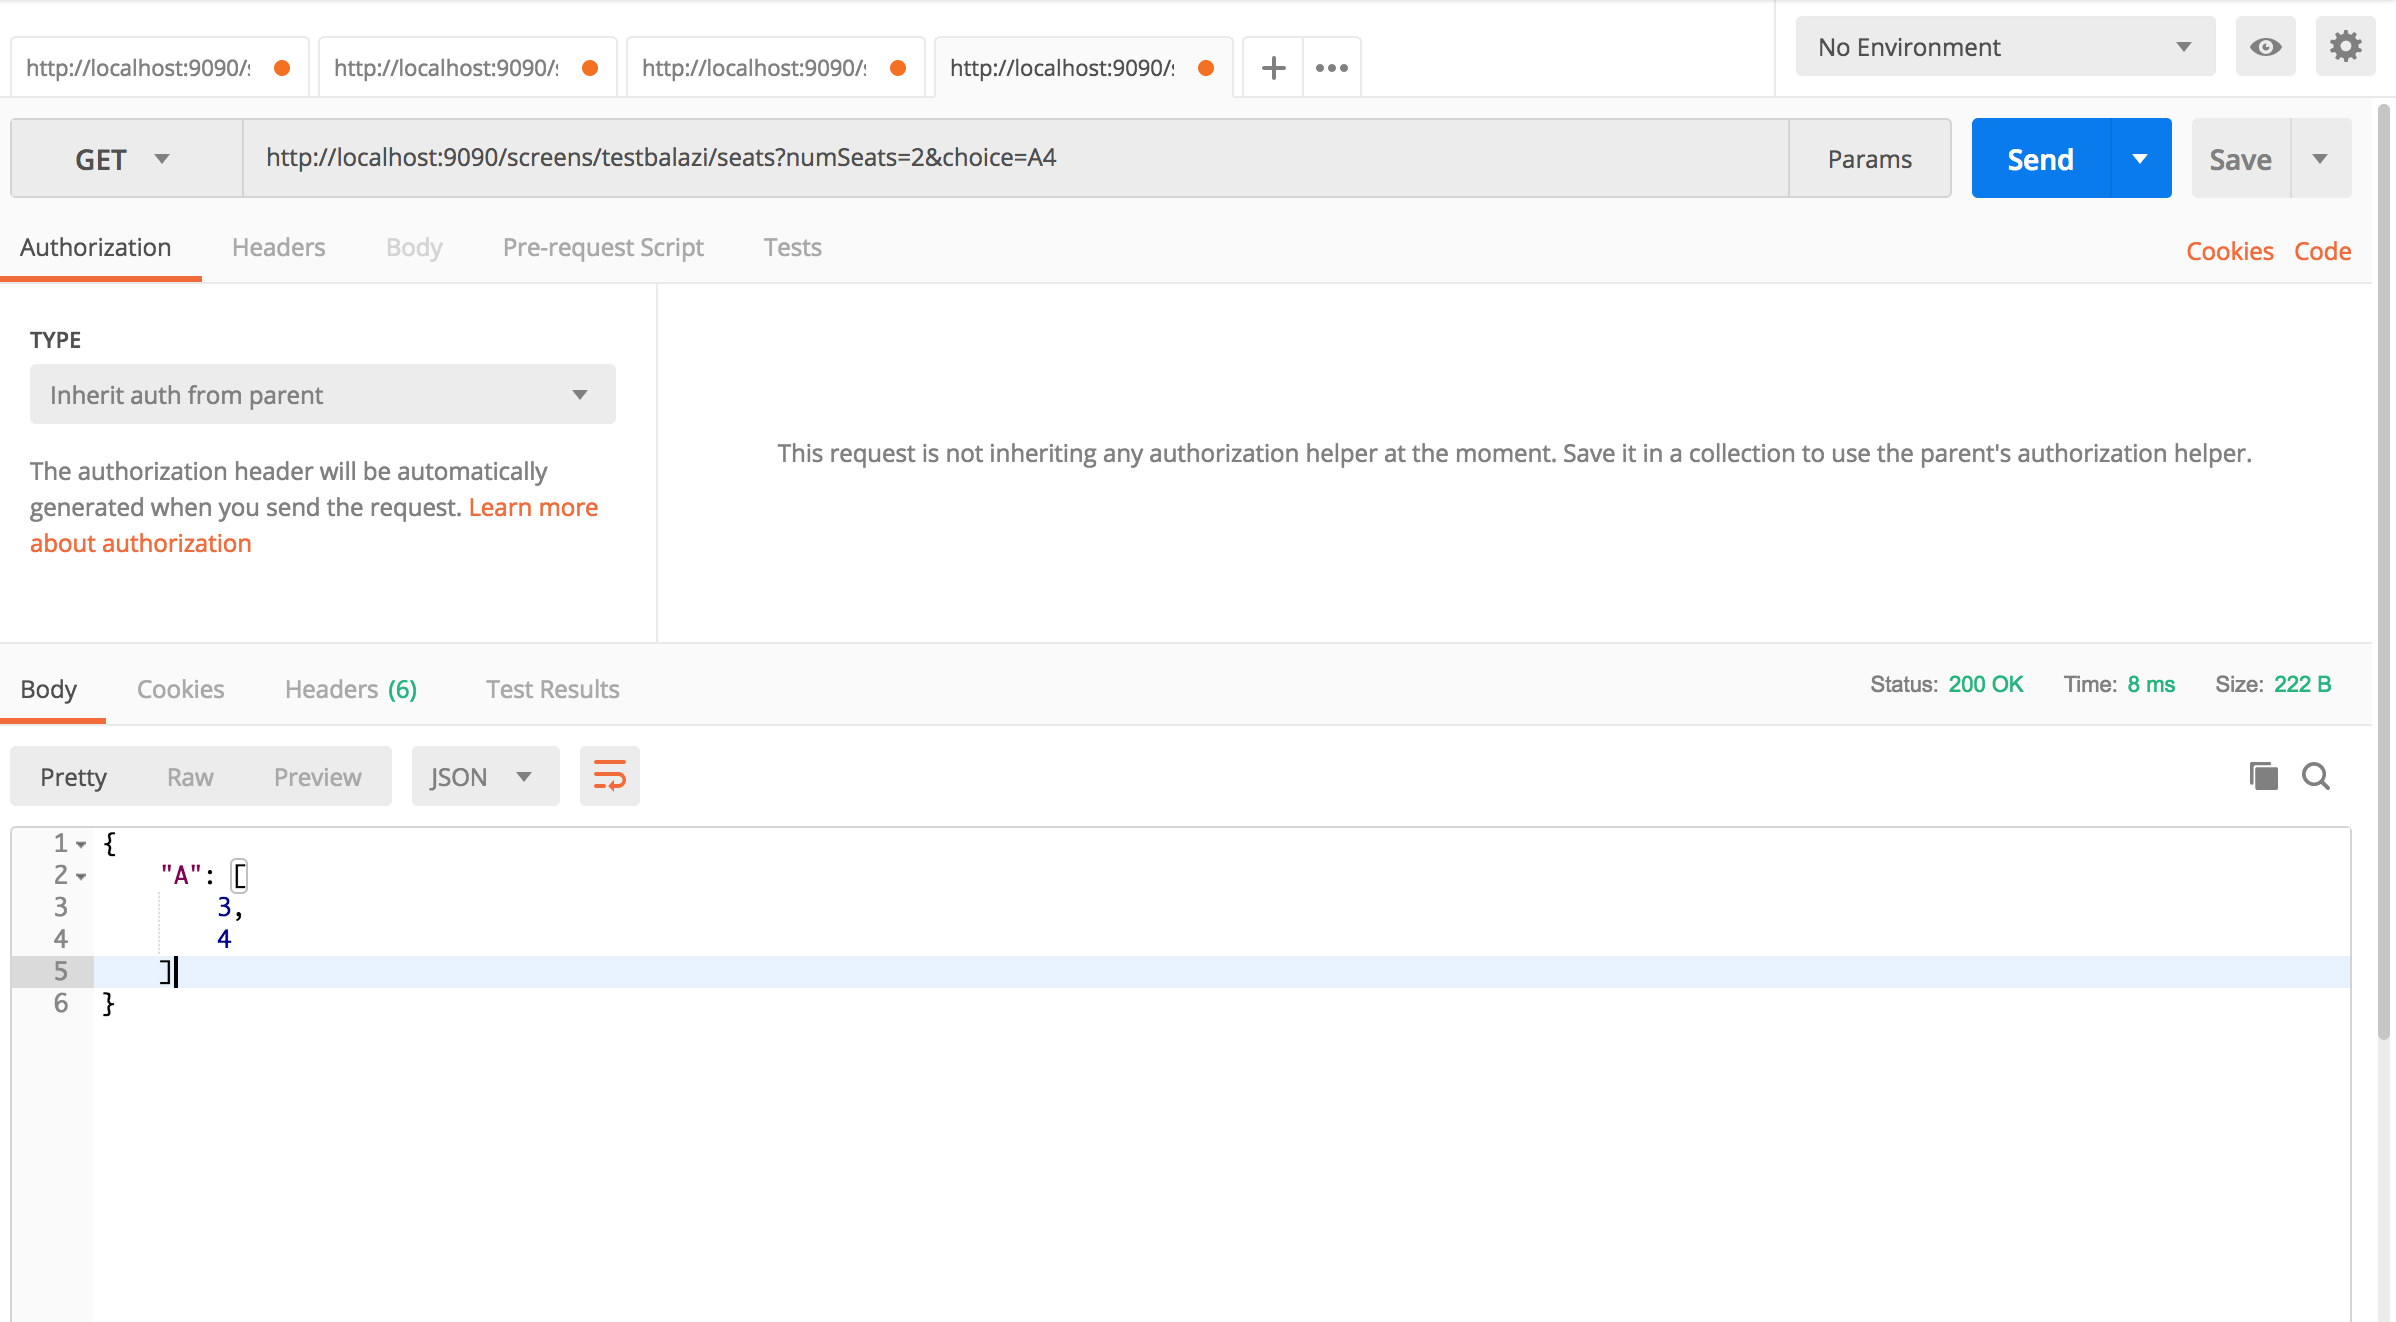 http://localhost:9090/s http://localhost:9090/s http://localhost:9090/s http://localhost:9090/s No Environment
GET http://localhost:9090/screens/testbalazi/seats?numSeats=2&choice=A4 Params Send Save
Authorization Headers Body Pre-request Script Tests Cookies Code
TYPE
Inherit auth from parent
The authorization header will be automatically
generated when you send the request. Learn more
about authorization
This request is not inheriting any authorization helper at the moment. Save it in a collection to use the parent's authorization helper.
Body Cookies Headers (6) Test Results Status: 200 OK Time: 8 ms Size: 222 B
Pretty Raw Preview JSON
1 {
2 "A": [
3 3,
4 4
5 ]
6 }